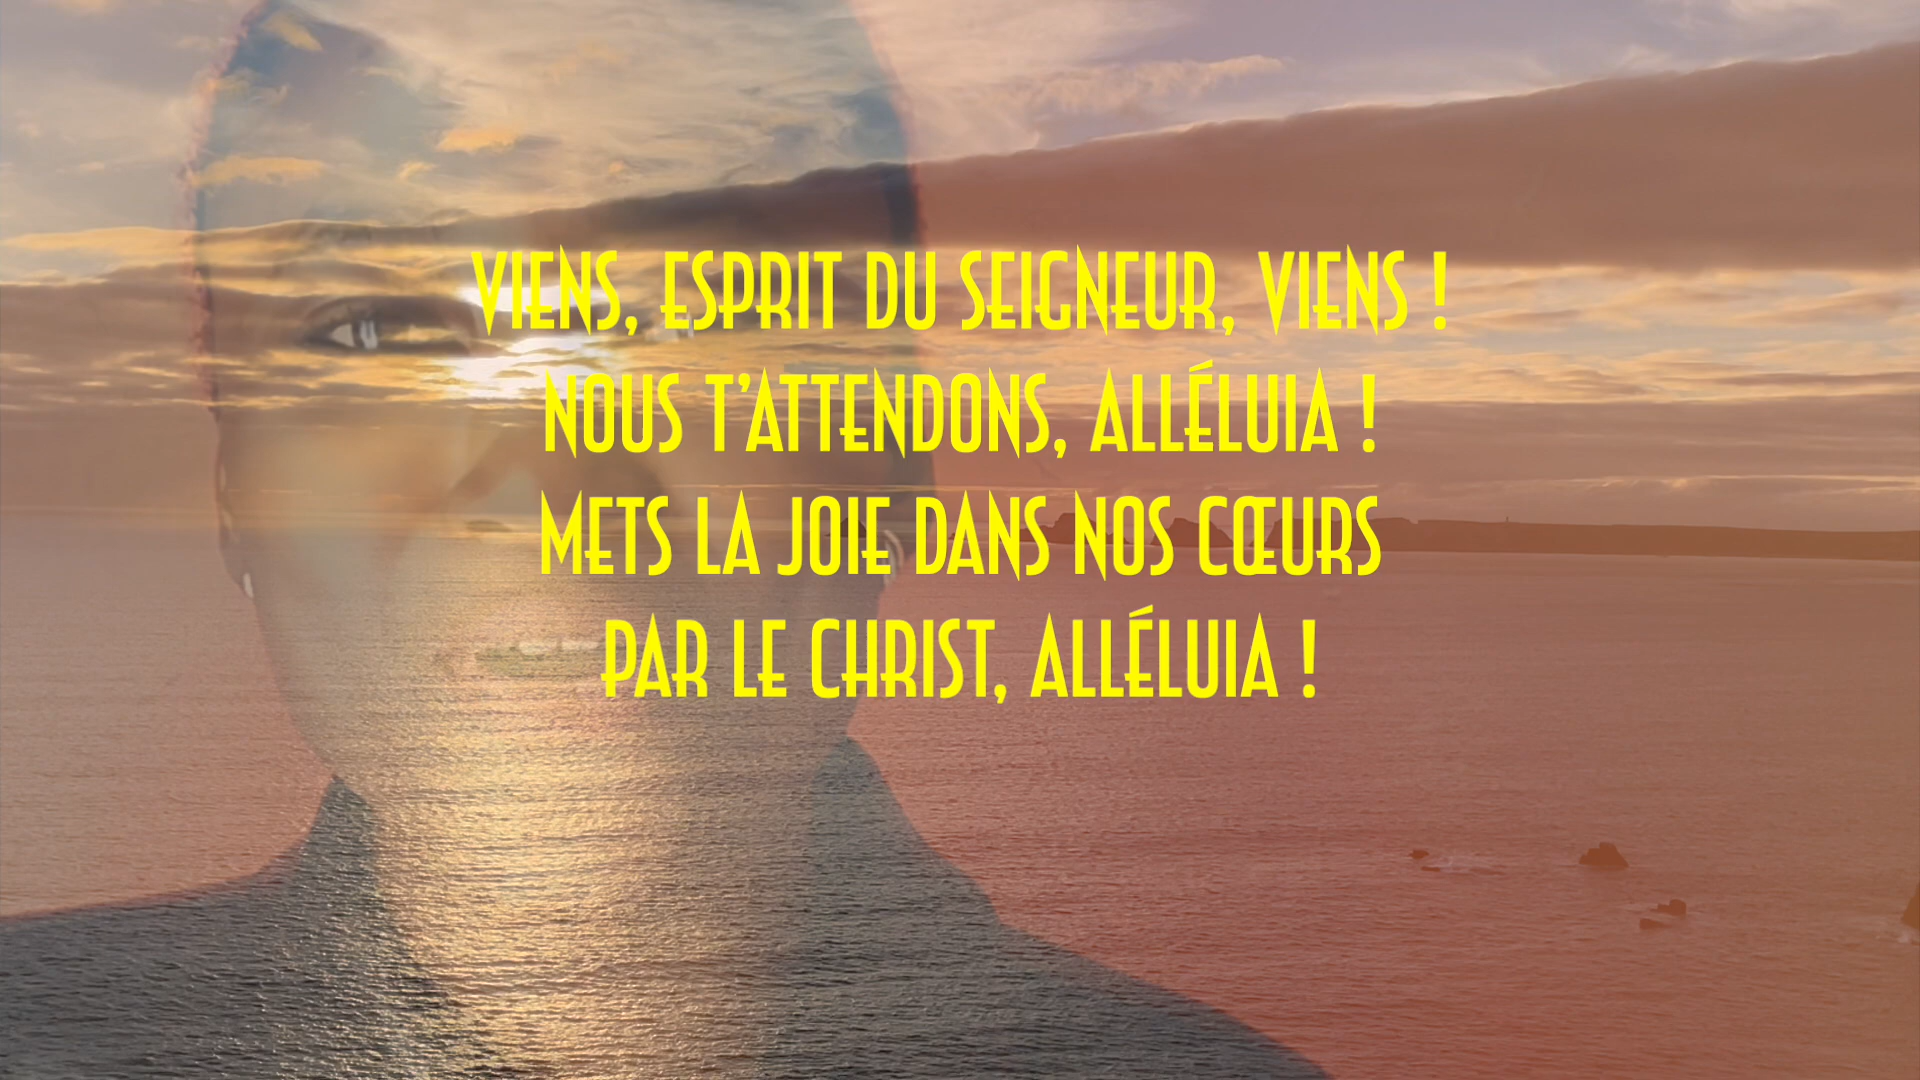 VIENS, ESPRIT DU SEIGNEUR, VIENS !
NOUS T’ATTENDONS, ALLÉLUIA !
METS LA JOIE DANS NOS CŒURS
PAR LE CHRIST, ALLÉLUIA !